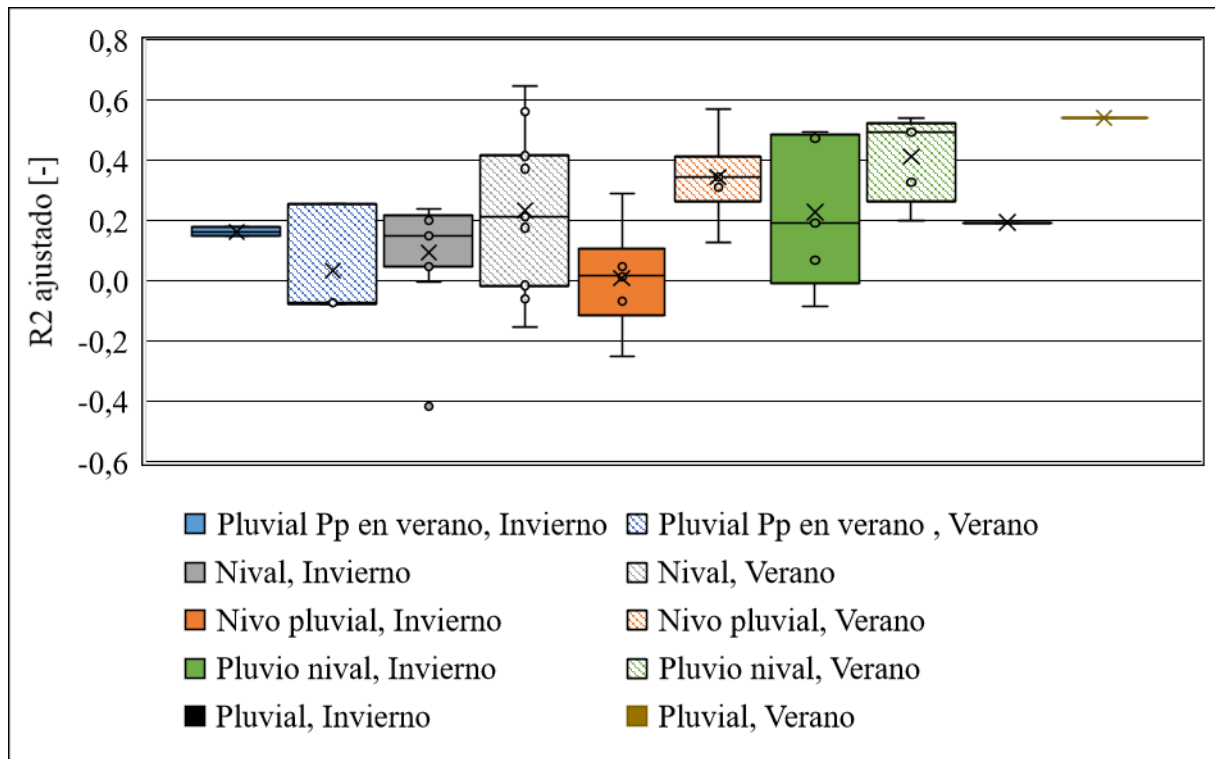 0,8
0,6
0,4
0,2
0,0
-0,2
-0,4
-0,6
R2 ajustado [-]
Pluvial Pp en verano, Invierno
Pluvial Pp en verano , Verano
Nival, Invierno
Nival, Verano
Nivo pluvial, Invierno
Nivo pluvial, Verano
Pluvio nival, Invierno
Pluvio nival, Verano
Pluvial, Invierno
Pluvial, Verano